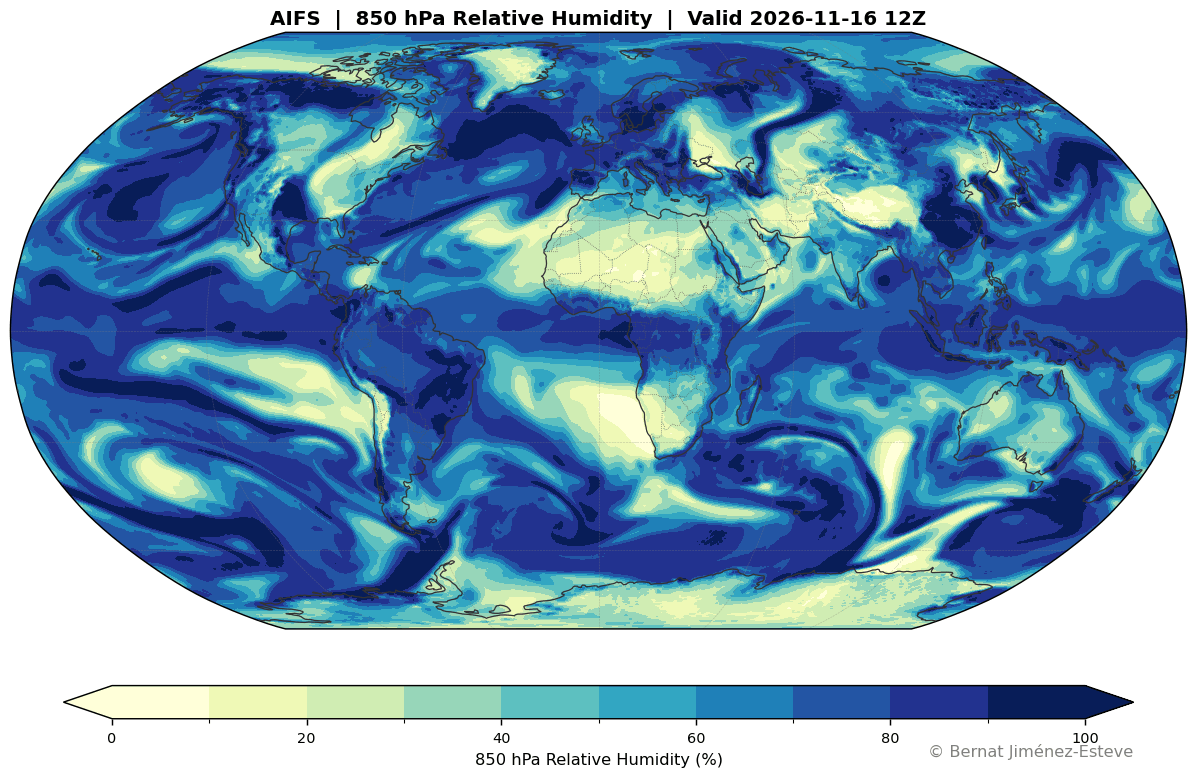 AIFS | 850 hPa Relative Humidity | Valid 2026-11-16 12Z
0 20 40 60 80 100
850 hPa Relative Humidity (%)
© Bernat Jiménez-Esteve